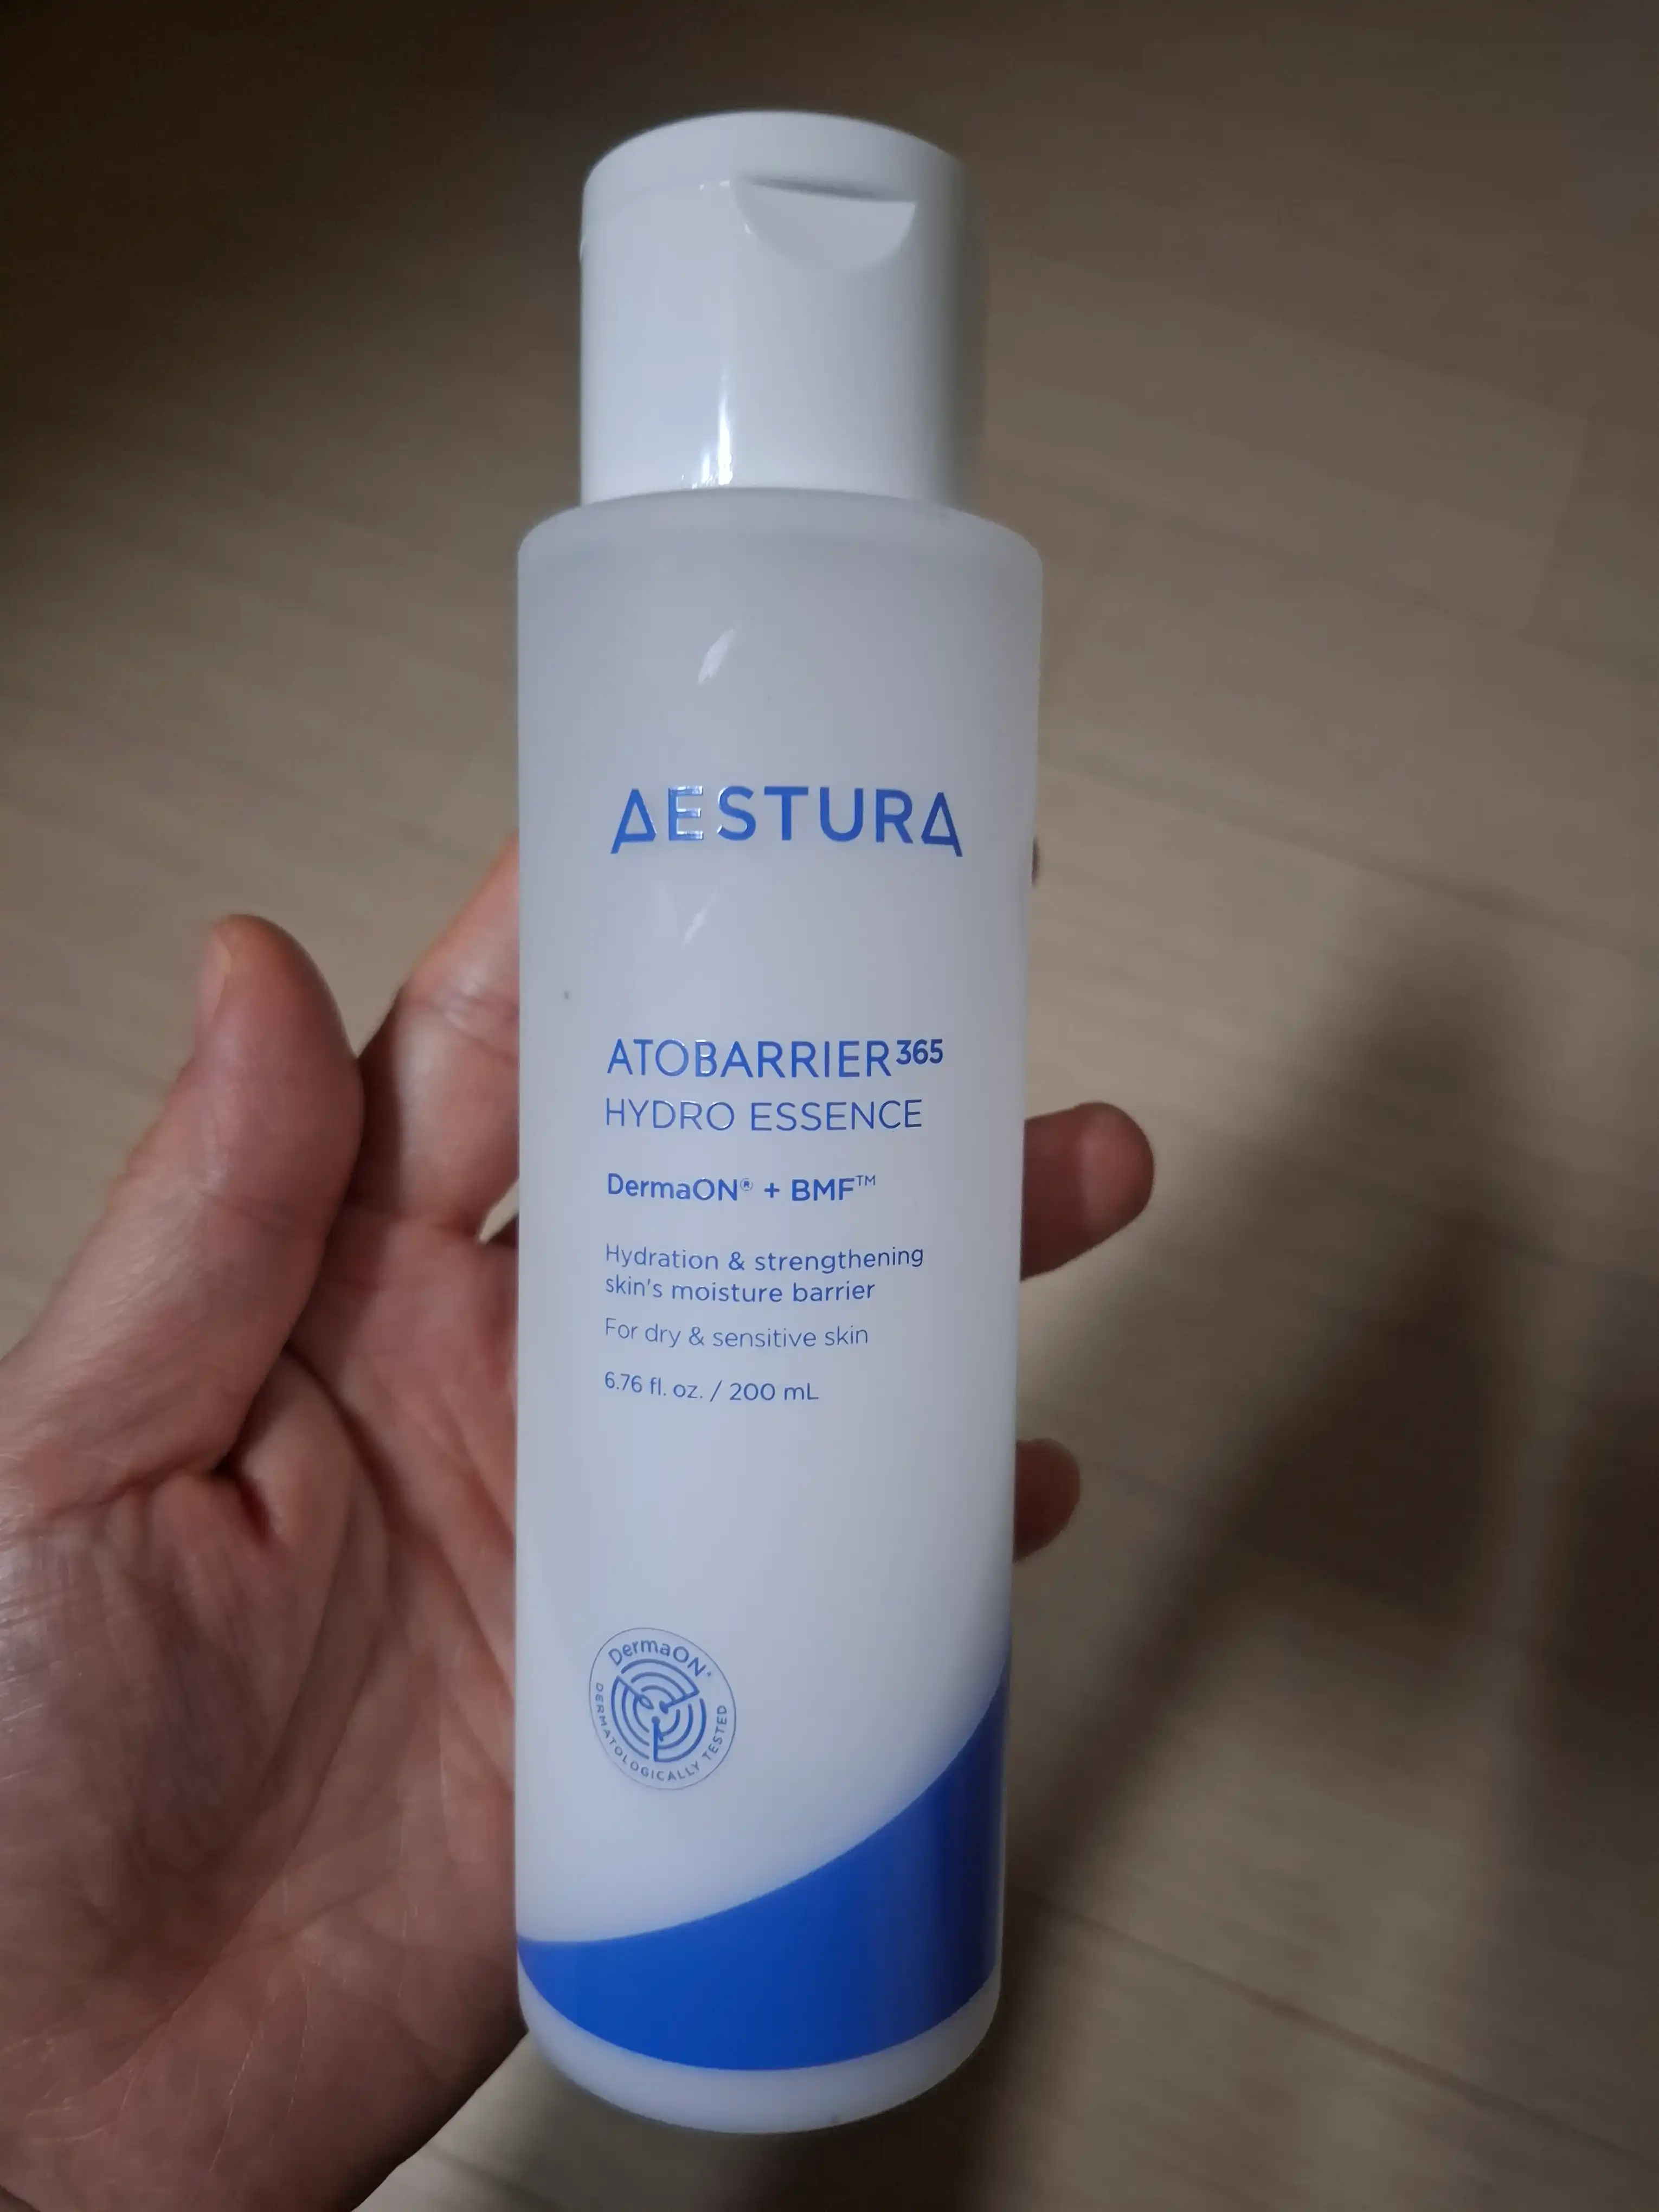 AESTURA
ATOBARRIER365
HYDRO ESSENCE
DermaON® + BMF™
Hydration & strengthening
skin's moisture barrier
For dry & sensitive skin
6.76 fl. oz. / 200 mL
DermaON®
DERMATOLOGICALLY TESTED